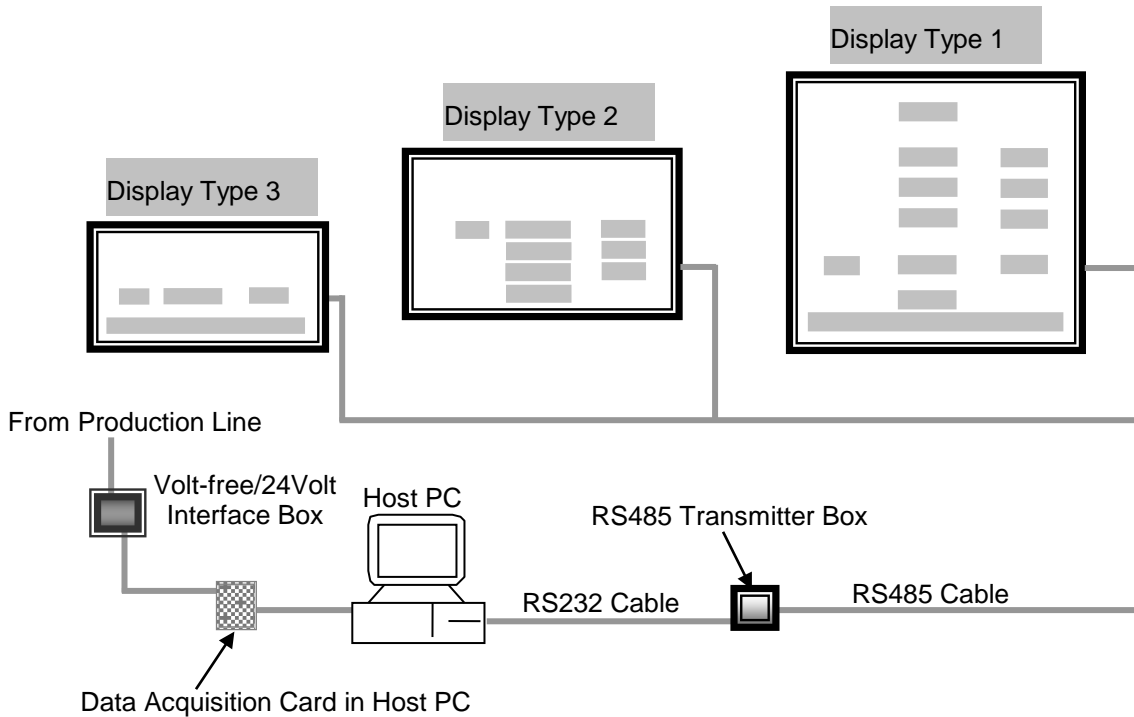 Display Type 1
Display Type 2
Display Type 3
From Production Line
Volt-free/24Volt
Interface Box
Host PC
RS485 Transmitter Box
RS232 Cable
RS485 Cable
Data Acquisition Card in Host PC